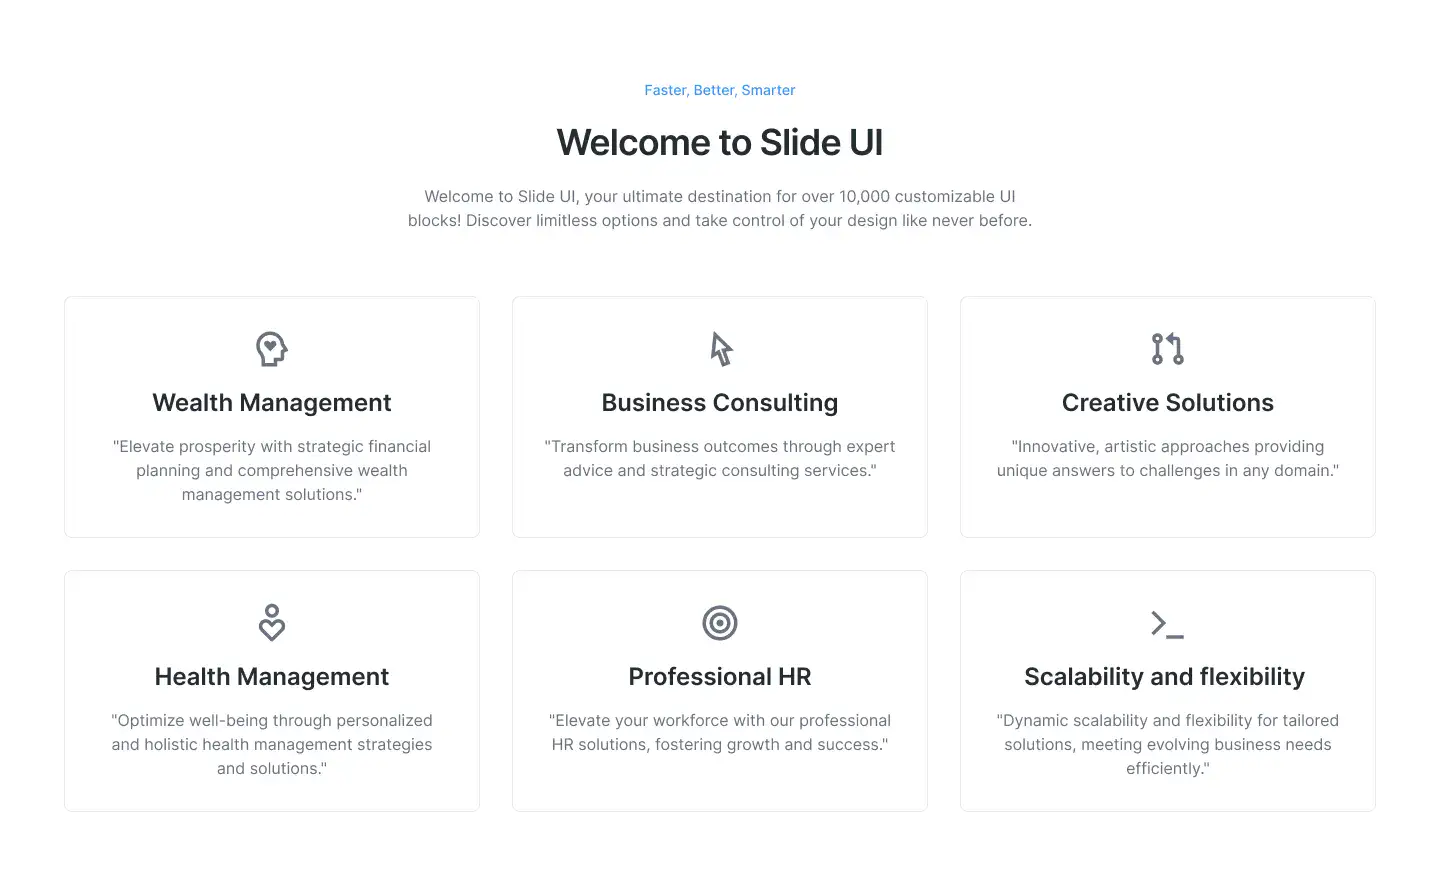 Faster, Better, Smarter
Welcome to Slide UI
Welcome to Slide UI, your ultimate destination for over 10,000 customizable UI
blocks! Discover limitless options and take control of your design like never before.
Wealth Management
"Elevate prosperity with strategic financial
planning and comprehensive wealth
management solutions."
Business Consulting
"Transform business outcomes through expert
advice and strategic consulting services."
Creative Solutions
"Innovative, artistic approaches providing
unique answers to challenges in any domain."
Health Management
"Optimize well-being through personalized
and holistic health management strategies
and solutions."
Professional HR
"Elevate your workforce with our professional
HR solutions, fostering growth and success."
Scalability and flexibility
"Dynamic scalability and flexibility for tailored
solutions, meeting evolving business needs
efficiently."